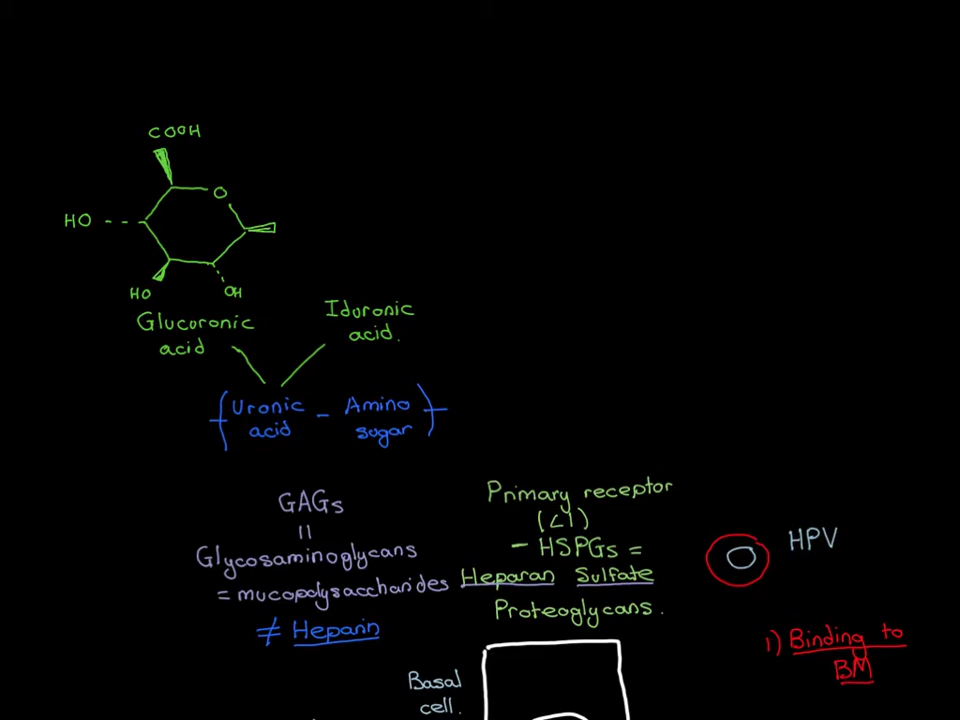 COOH
O
HO
HO
OH
Glucuronic
acid
Iduronic
acid.
Uronic
acid
- Amino
sugar
GAGs
=
Glycosaminoglycans
= mucopolysaccharides
≠ Heparin
Primary receptor
(L1)
- HSPGs =
Heparan Sulfate
Proteoglycans.
HPV
1) Binding to
BM
Basal
cell.